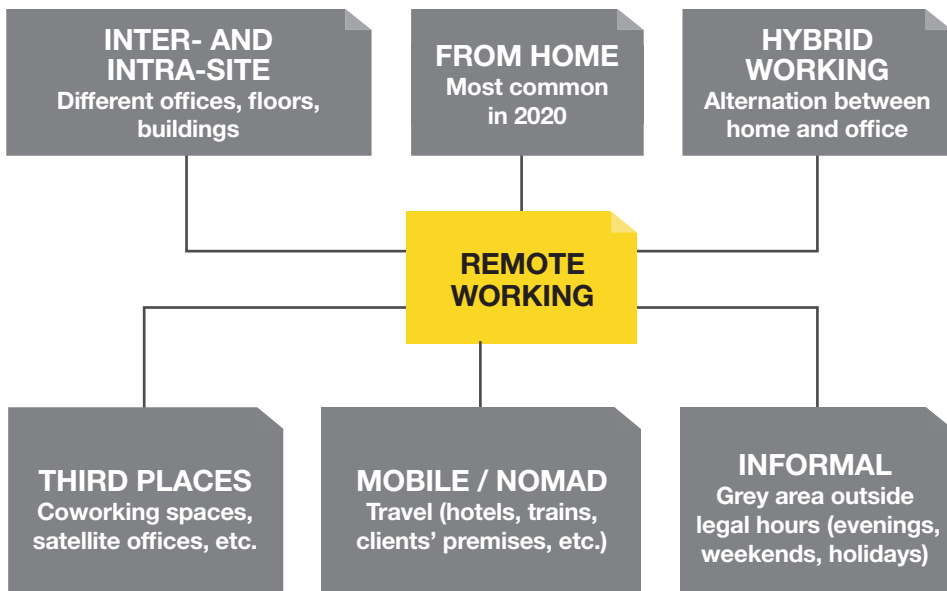 INTER- AND
INTRA-SITE
Different offices, floors,
buildings
FROM HOME
Most common
in 2020
HYBRID
WORKING
Alternation between
home and office
REMOTE
WORKING
THIRD PLACES
Coworking spaces,
satellite offices, etc.
MOBILE / NOMAD
Travel (hotels, trains,
clients’ premises, etc.)
INFORMAL
Grey area outside
legal hours (evenings,
weekends, holidays)